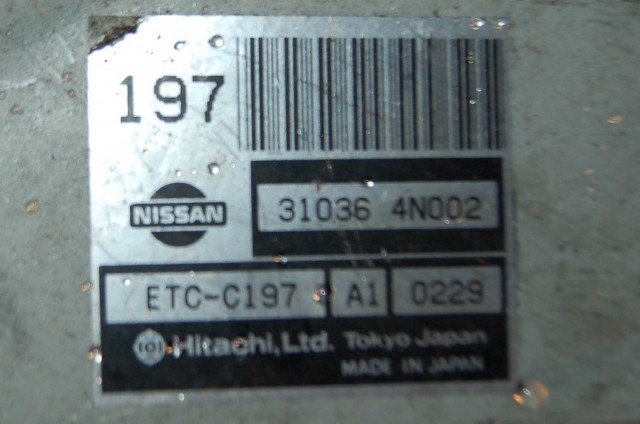 197
NISSAN
31036 4N002
ETC-C197 A1 0229
Hitachi, Ltd. Tokyo Japan
MADE IN JAPAN